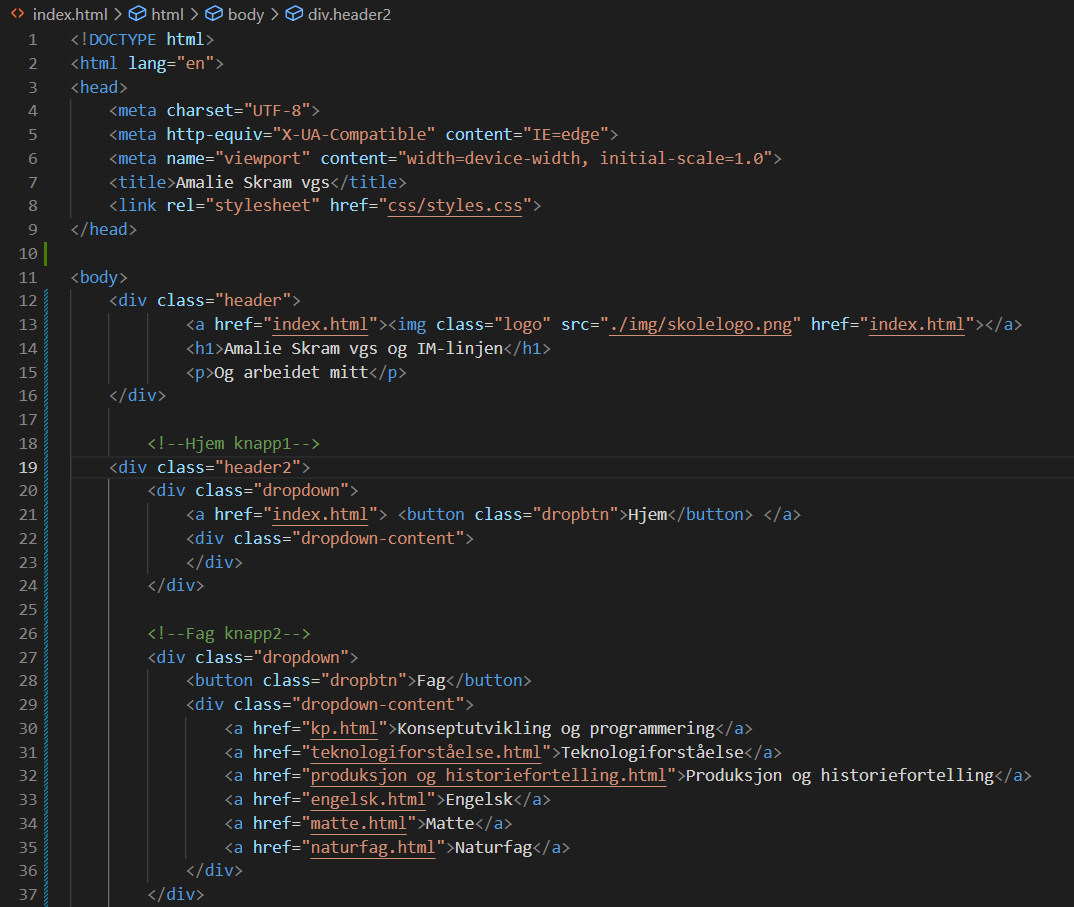 index.html > html > body > div.header2
1 <!DOCTYPE html>
2 <html lang="en">
3 <head>
4     <meta charset="UTF-8">
5     <meta http-equiv="X-UA-Compatible" content="IE=edge">
6     <meta name="viewport" content="width=device-width, initial-scale=1.0">
7     <title>Amalie Skram vgs</title>
8     <link rel="stylesheet" href="css/styles.css">
9 </head>
10
11 <body>
12     <div class="header">
13             <a href="index.html"><img class="logo" src="./img/skolelogo.png" href="index.html"></a>
14             <h1>Amalie Skram vgs og IM-linjen</h1>
15             <p>Og arbeidet mitt</p>
16     </div>
17
18         <!--Hjem knapp1-->
19     <div class="header2">
20         <div class="dropdown">
21             <a href="index.html"> <button class="dropbtn">Hjem</button> </a>
22             <div class="dropdown-content">
23             </div>
24         </div>
25
26         <!--Fag knapp2-->
27         <div class="dropdown">
28             <button class="dropbtn">Fag</button>
29             <div class="dropdown-content">
30                 <a href="kp.html">Konseptutvikling og programmering</a>
31                 <a href="teknologiforståelse.html">Teknologiforståelse</a>
32                 <a href="produksjon og historiefortelling.html">Produksjon og historiefortelling</a>
33                 <a href="engelsk.html">Engelsk</a>
34                 <a href="matte.html">Matte</a>
35                 <a href="naturfag.html">Naturfag</a>
36             </div>
37         </div>